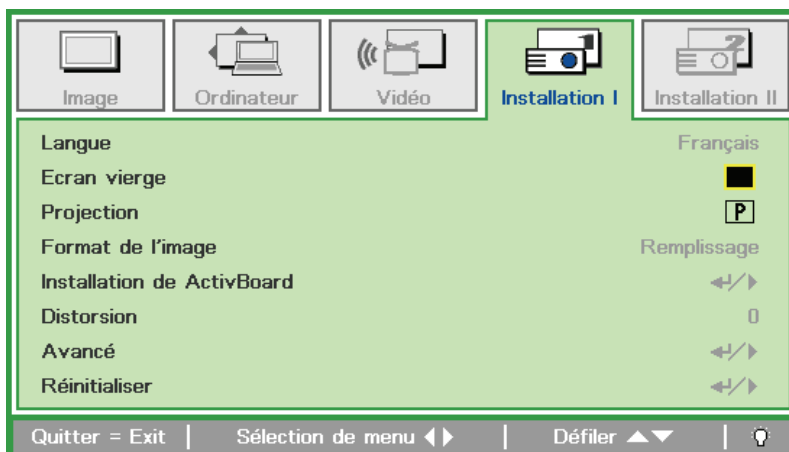 Image Ordinateur Vidéo Installation I Installation II
Langue Français
Ecran vierge
Projection P
Format de l'image Remplissage
Installation de ActivBoard
Distorsion 0
Avancé
Réinitialiser
Quitter = Exit | Sélection de menu | Défiler |